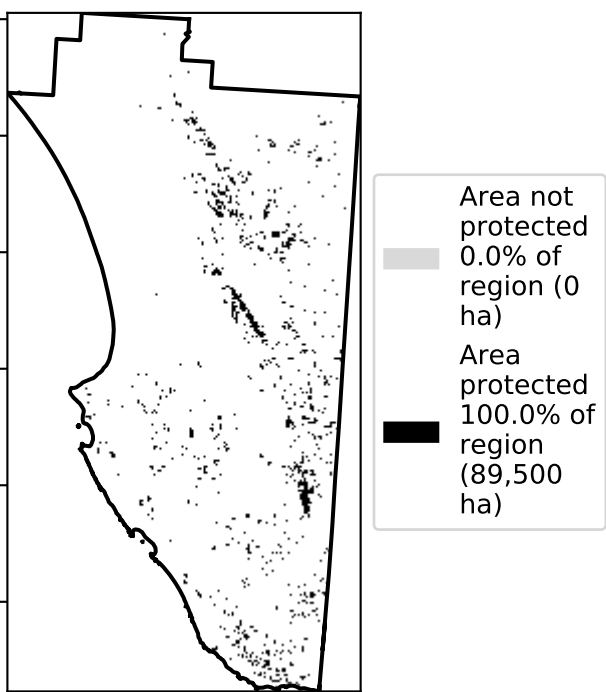 Area not
protected
0.0% of
region (0
ha)
Area
protected
100.0% of
region
(89,500
ha)